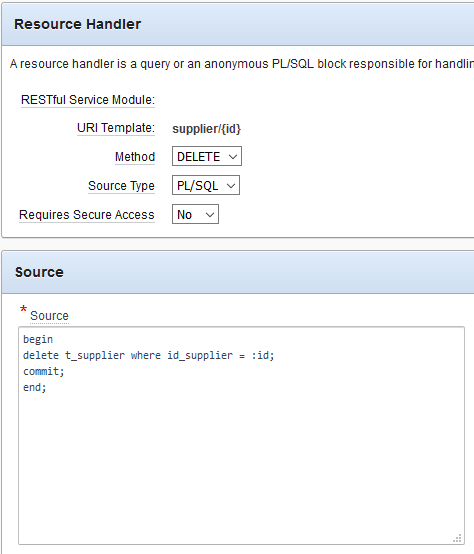 Resource Handler
A resource handler is a query or an anonymous PL/SQL block responsible for handlin
RESTful Service Module:
URI Template: supplier/{id}
Method DELETE
Source Type PL/SQL
Requires Secure Access No
Source
* Source
begin
delete t_supplier where id_supplier = :id;
commit;
end;